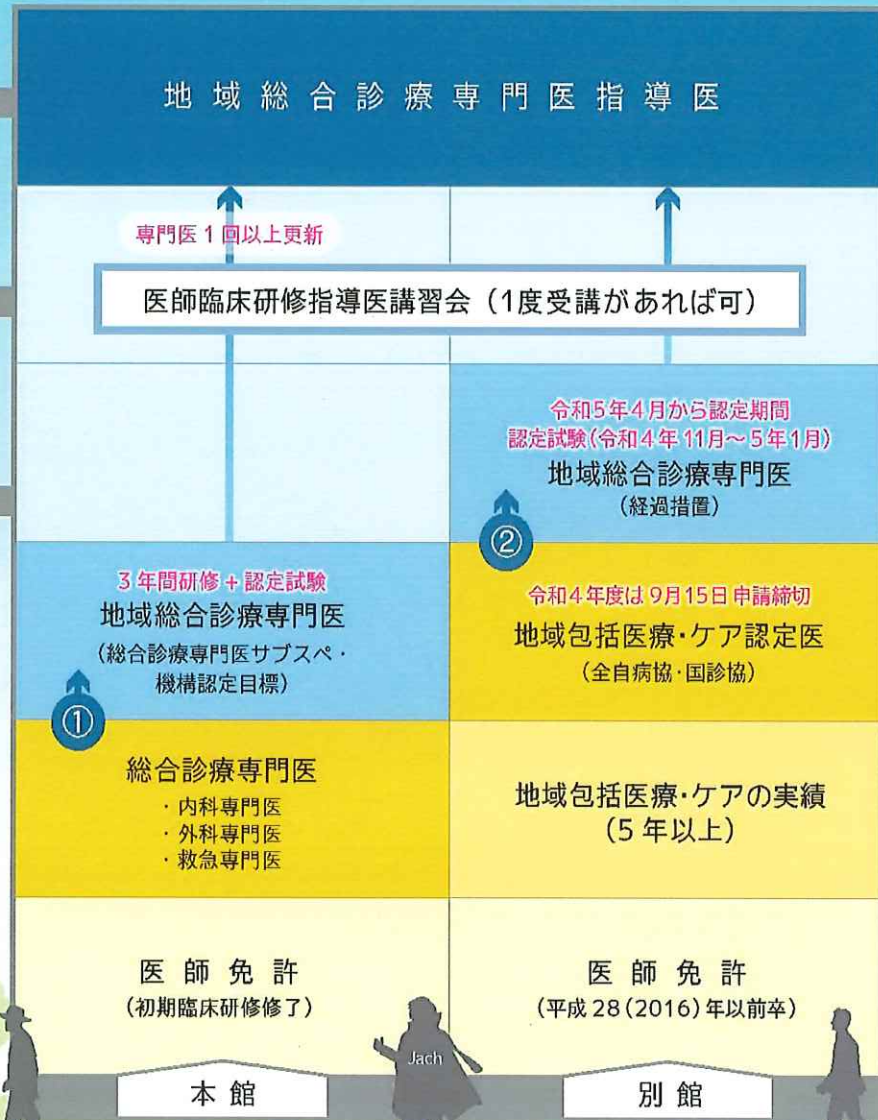 地域総合診療専門医指導医
専門医1回以上更新
医師臨床研修指導医講習会（1度受講があれば可）
令和5年4月から認定期間
認定試験(令和4年11月〜5年1月)
地域総合診療専門医
(経過措置)
②
3年間研修+認定試験
地域総合診療専門医
(総合診療専門医サブスペ・
機構認定目標)
①
令和4年度は9月15日申請締切
地域包括医療・ケア認定医
(全自病協・国診協)
総合診療専門医
・内科専門医
・外科専門医
・救急専門医
地域包括医療・ケアの実績
(5年以上)
医師免許
(初期臨床研修修了)
医師免許
(平成28(2016)年以前卒)
Jach
本館
別館